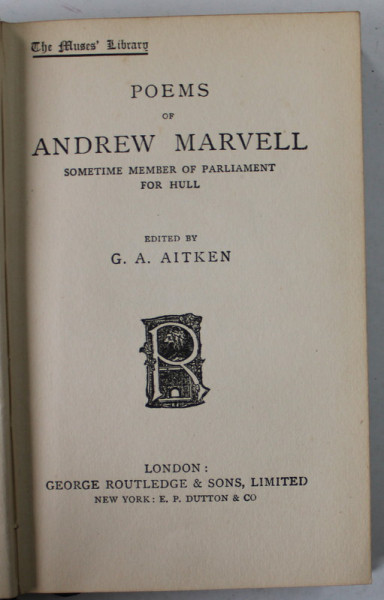 The Muses' Library
POEMS
OF
ANDREW MARVELL
SOMETIME MEMBER OF PARLIAMENT
FOR HULL
EDITED BY
G. A. AITKEN
R
LONDON:
GEORGE ROUTLEDGE & SONS, LIMITED
NEW YORK: E. P. DUTTON & CO